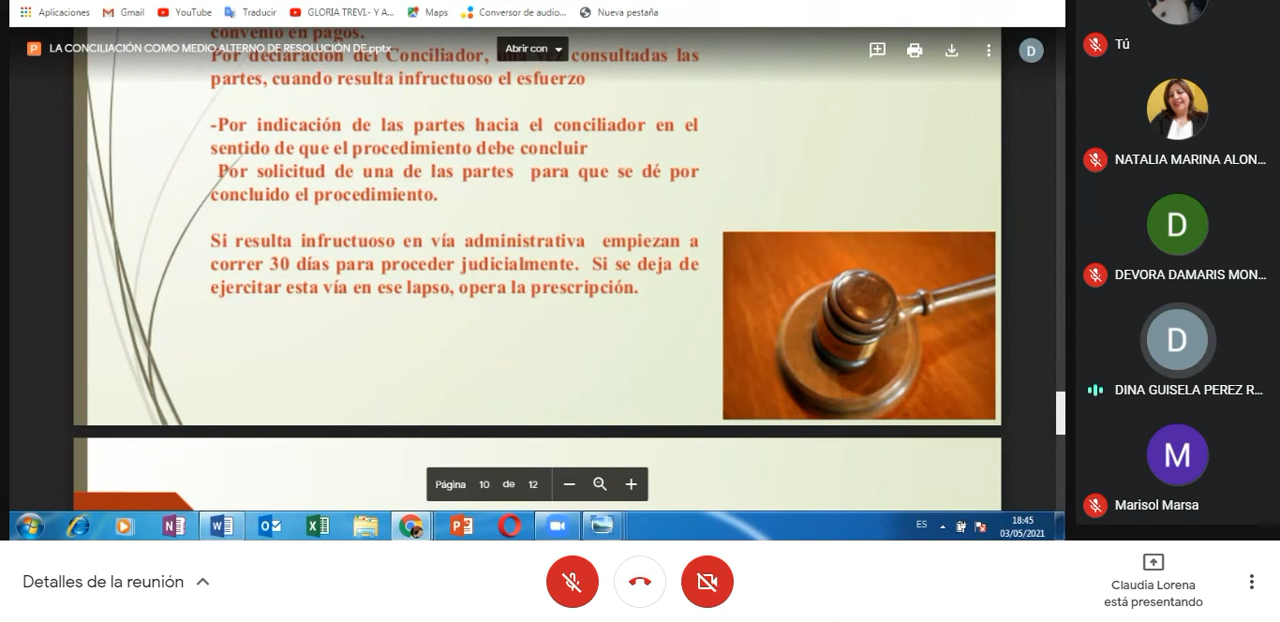 Aplicaciones
Gmail
YouTube
Traducir
GLORIA TREVI.- Y A...
Maps
Conversor de audio...
Nueva pestaña
LA CONCILIACIÓN COMO MEDIO ALTERNO DE RESOLUCIÓN DE.pptx
Abrir con
D
convenio en pagos.
Por declaración del Conciliador, una vez consultadas las
partes, cuando resulta infructuoso el esfuerzo
-Por indicación de las partes hacia el conciliador en el
sentido de que el procedimiento debe concluir
Por solicitud de una de las partes para que se dé por
concluido el procedimiento.
Si resulta infructuoso en vía administrativa empiezan a
correr 30 días para proceder judicialmente. Si se deja de
ejercitar esta vía en ese lapso, opera la prescripción.
Página 10 de 12
ES
18:45
03/05/2021
Tú
NATALIA MARINA ALON...
D
DEVORA DAMARIS MON...
D
DINA GUISELA PEREZ R...
M
Marisol Marsa
Detalles de la reunión
Claudia Lorena
está presentando